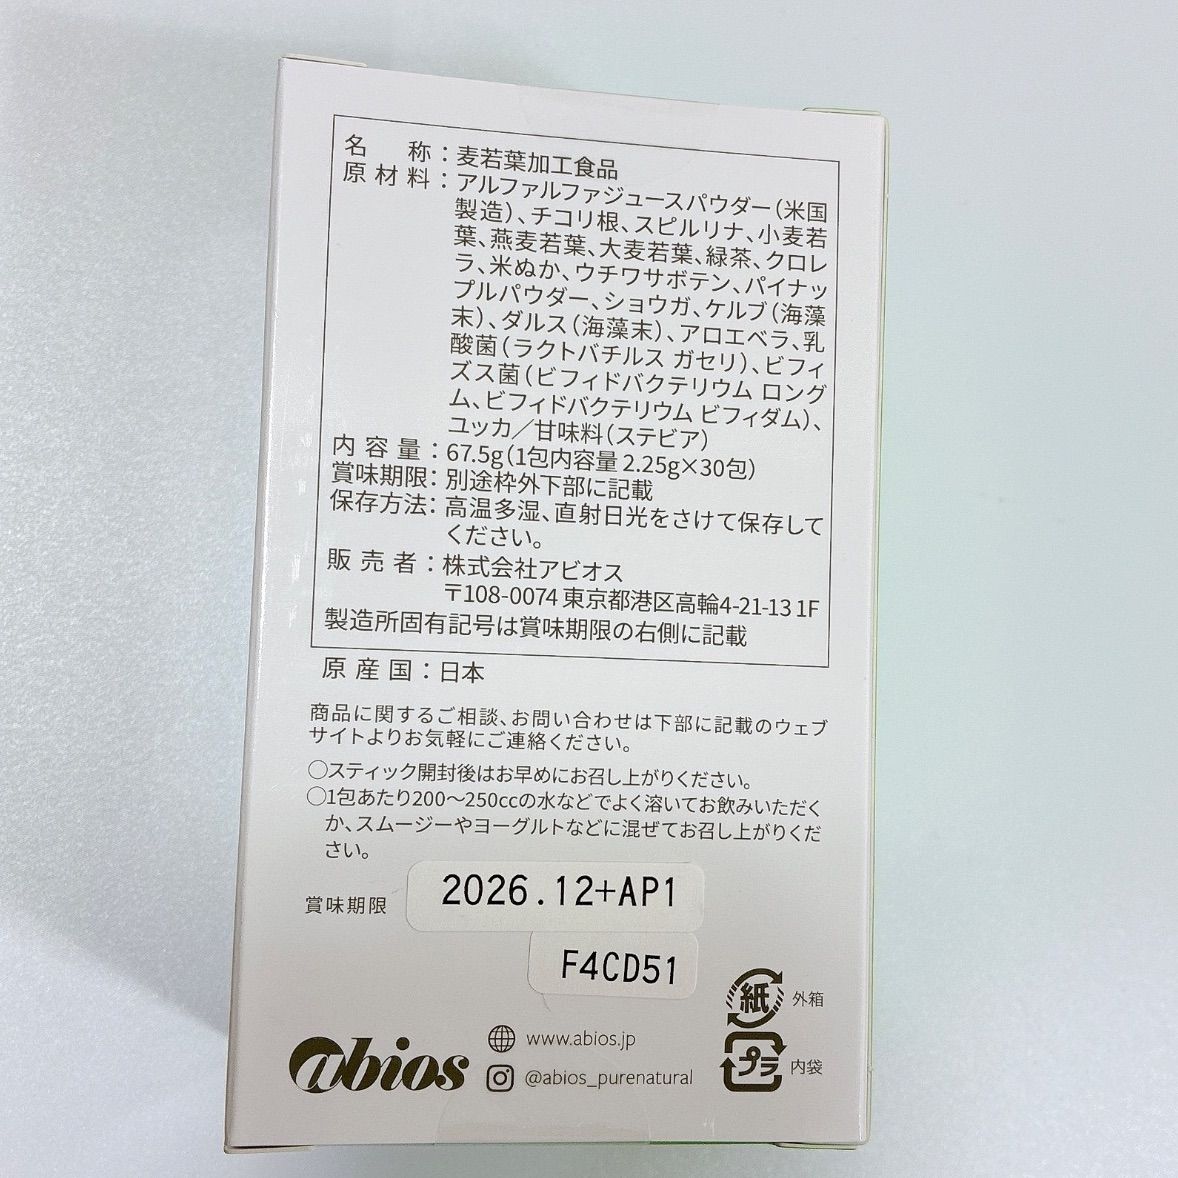 名称：麦若葉加工食品
原材料：アルファルファジュースパウダー（米国
製造）、チコリ根、スピルリナ、小麦若
葉、燕麦若葉、大麦若葉、緑茶、クロレ
ラ、米ぬか、ウチワサボテン、パイナッ
プルパウダー、ショウガ、ケルプ（海藻
末）、ダルス（海藻末）、アロエベラ、乳
酸菌（ラクトバチルス ガセリ）、ビフィ
ズス菌（ビフィドバクテリウム ロング
ム、ビフィドバクテリウム ビフィダム）、
ユッカ／甘味料（ステビア）
内容量：67.5g（1包内容量 2.25g×30包）
賞味期限：別途枠外下部に記載
保存方法：高温多湿、直射日光をさけて保存して
ください。
販売者：株式会社アビオス
〒108-0074 東京都港区高輪4-21-13 1F
製造所固有記号は賞味期限の右側に記載
原産国：日本
商品に関するご相談、お問い合わせは下部に記載のウェブ
サイトよりお気軽にご連絡ください。
○スティック開封後はお早めにお召し上がりください。
○1包あたり200〜250ccの水などでよく溶いてお飲みいただく
か、スムージーやヨーグルトなどに混ぜてお召し上がりくだ
さい。
賞味期限 2026.12+AP1
F4CD51
紙 外箱
プラ 内袋
abios
www.abios.jp
@abios_purenatural